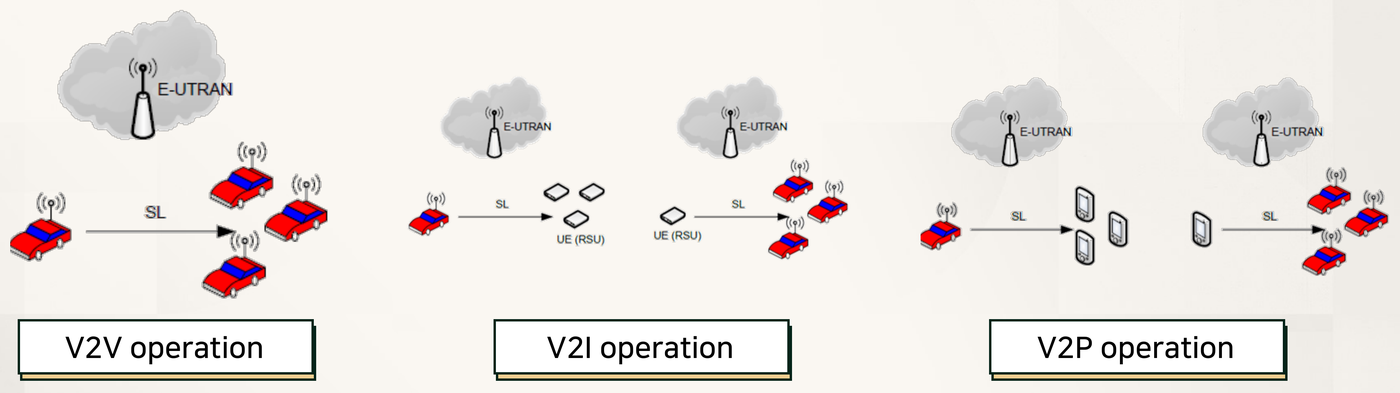 E-UTRAN
SL
V2V operation
E-UTRAN
SL
UE (RSU)
E-UTRAN
SL
UE (RSU)
V2I operation
E-UTRAN
SL
E-UTRAN
SL
V2P operation